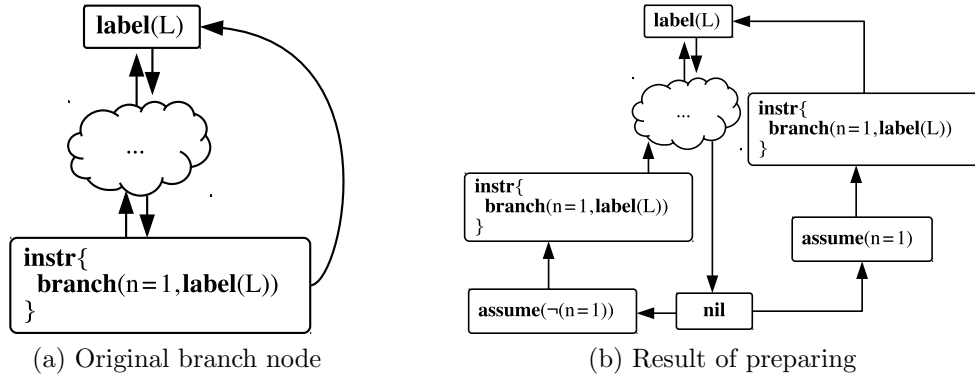 label(L)
...
instr{
branch(n=1,label(L))
}
(a) Original branch node
label(L)
...
instr{
branch(n=1,label(L))
}
instr{
branch(n=1,label(L))
}
assume(n=1)
assume(¬(n=1))
nil
(b) Result of preparing